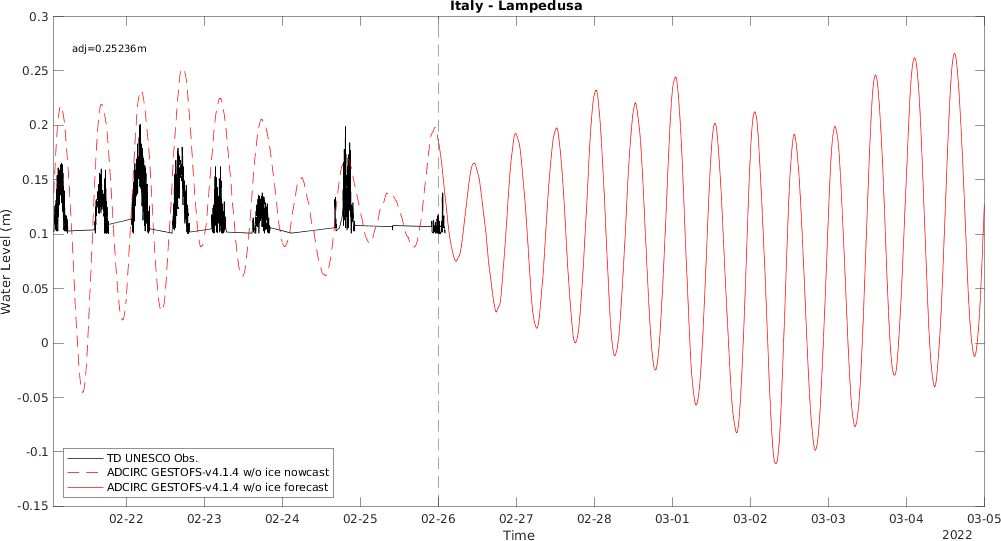 Italy - Lampedusa
adj=0.25236m
0.3
0.25
0.2
0.15
0.1
0.05
0
-0.05
-0.1
-0.15
Water Level (m)
TD UNESCO Obs.
ADCIRC GESTOFS-v4.1.4 w/o ice nowcast
ADCIRC GESTOFS-v4.1.4 w/o ice forecast
02-22 02-23 02-24 02-25 02-26 02-27 02-28 03-01 03-02 03-03 03-04 03-05
Time
2022